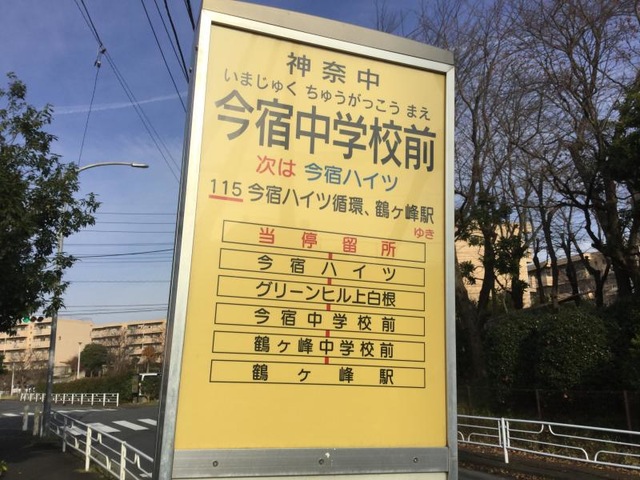 神奈中
いまじゅく ちゅうがっこう まえ
今宿中学校前
次は 今宿ハイツ
115 今宿ハイツ循環、鶴ヶ峰駅
ゆき
当停留所
今宿ハイツ
グリーンヒル上白根
今宿中学校前
鶴ヶ峰中学校前
鶴ヶ峰駅